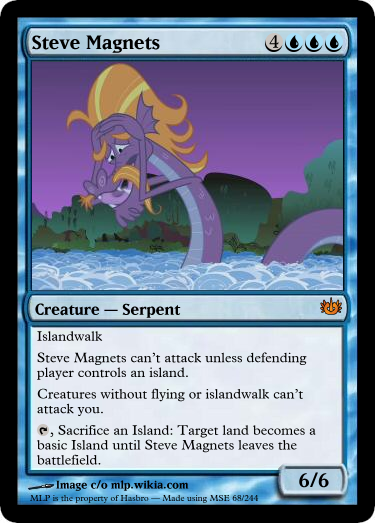 Steve Magnets 4
Creature — Serpent
Islandwalk
Steve Magnets can't attack unless defending
player controls an island.
Creatures without flying or islandwalk can't
attack you.
, Sacrifice an Island: Target land becomes a
basic Island until Steve Magnets leaves the
battlefield.
6/6
Image c/o mlp.wikia.com
MLP is the property of Hasbro — Made using MSE 68/244